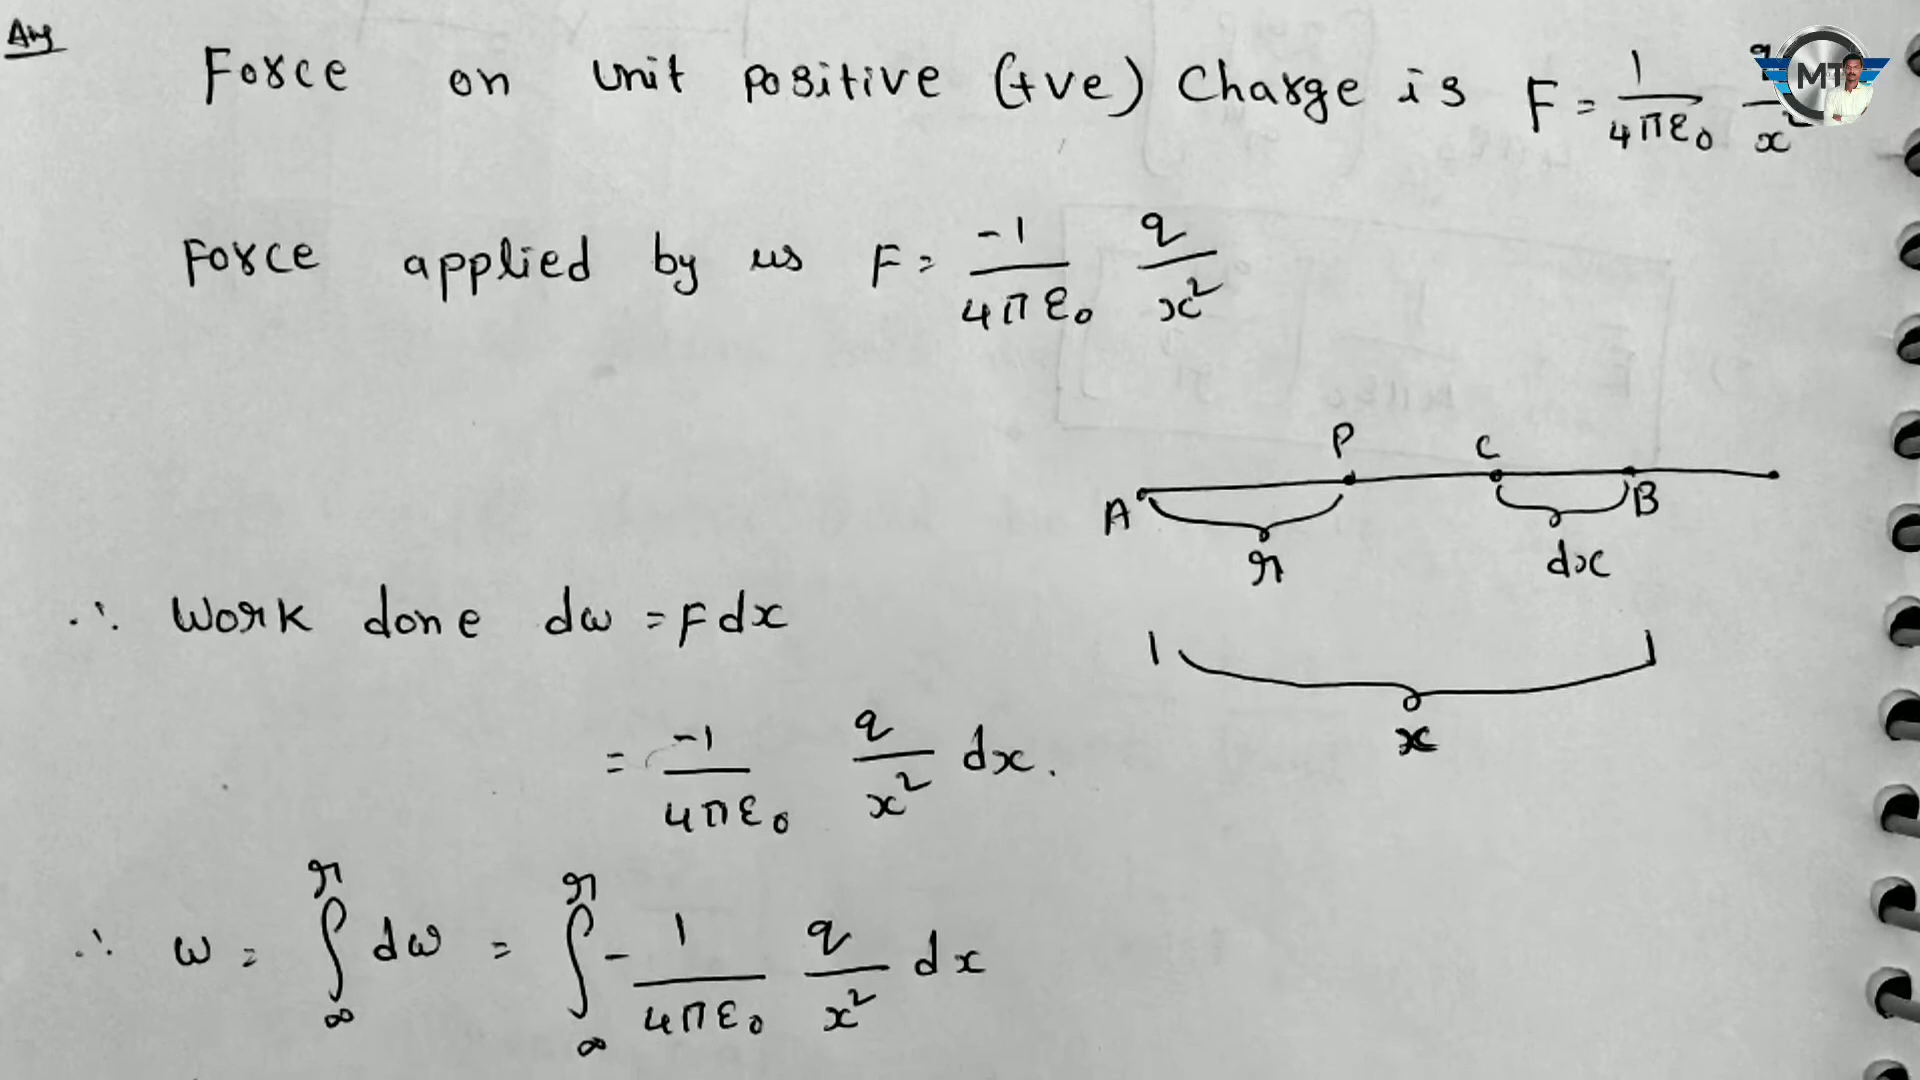 Ans
Force on unit positive (+ve) Charge is F = 1/4πε₀ q/x²
MT
Force applied by us F = -1/4πε₀ q/x²
A P C B
r dx
x
∴ Work done dw = Fdx
= -1/4πε₀ q/x² dx.
∴ w = ∫_∞^r dw = ∫_∞^r - 1/4πε₀ q/x² dx